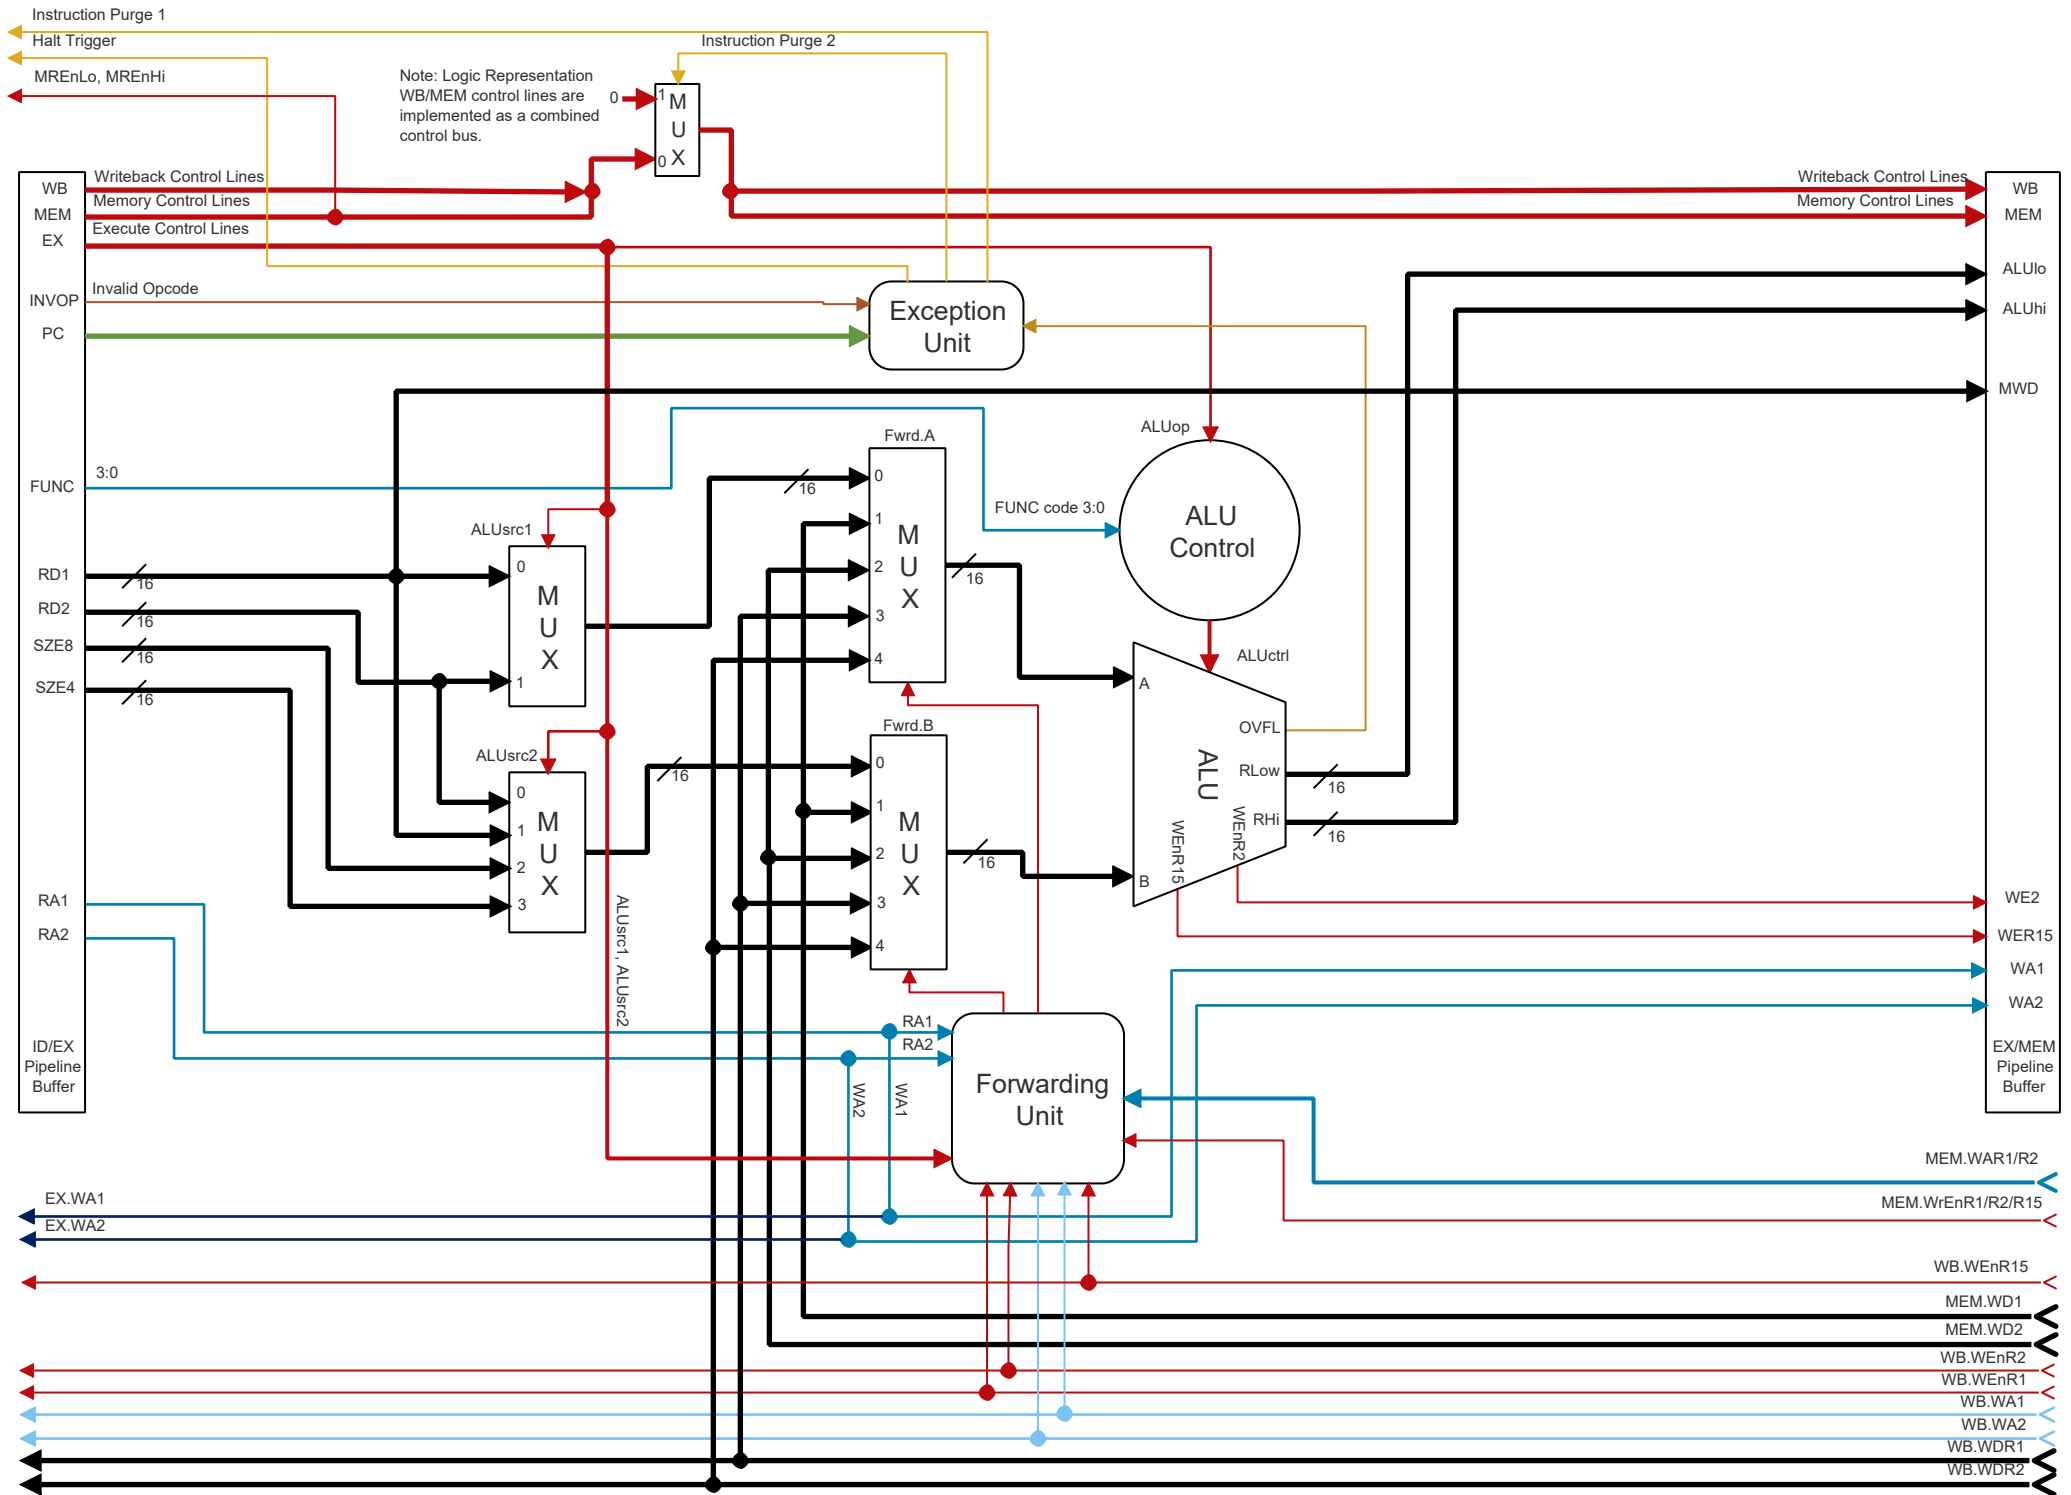 Instruction Purge 1
Halt Trigger
Instruction Purge 2
MREnLo, MREnHi
Note: Logic Representation
WB/MEM control lines are
implemented as a combined
control bus.
0
1
0
M
U
X
WB
Writeback Control Lines
Writeback Control Lines
WB
MEM
Memory Control Lines
Memory Control Lines
MEM
EX
Execute Control Lines
ALUlo
INVOP
Invalid Opcode
Exception
Unit
ALUhi
PC
MWD
ALUop
Fwrd.A
FUNC
3:0
0
1
2
3
4
M
U
X
16
16
FUNC code 3:0
ALU
Control
ALUsrc1
0
1
M
U
X
RD1
16
RD2
16
SZE8
16
SZE4
16
ALUctrl
A
B
ALU
OVFL
RLow
16
RHi
16
WEnR15
WEnR2
Fwrd.B
0
1
2
3
4
M
U
X
16
16
ALUsrc2
0
1
2
3
M
U
X
ALUsrc1, ALUsrc2
RA1
RA2
WE2
WER15
WA1
WA2
RA1
RA2
WA2
WA1
Forwarding
Unit
ID/EX
Pipeline
Buffer
EX/MEM
Pipeline
Buffer
MEM.WAR1/R2
EX.WA1
MEM.WrEnR1/R2/R15
EX.WA2
WB.WEnR15
MEM.WD1
MEM.WD2
WB.WEnR2
WB.WEnR1
WB.WA1
WB.WA2
WB.WDR1
WB.WDR2